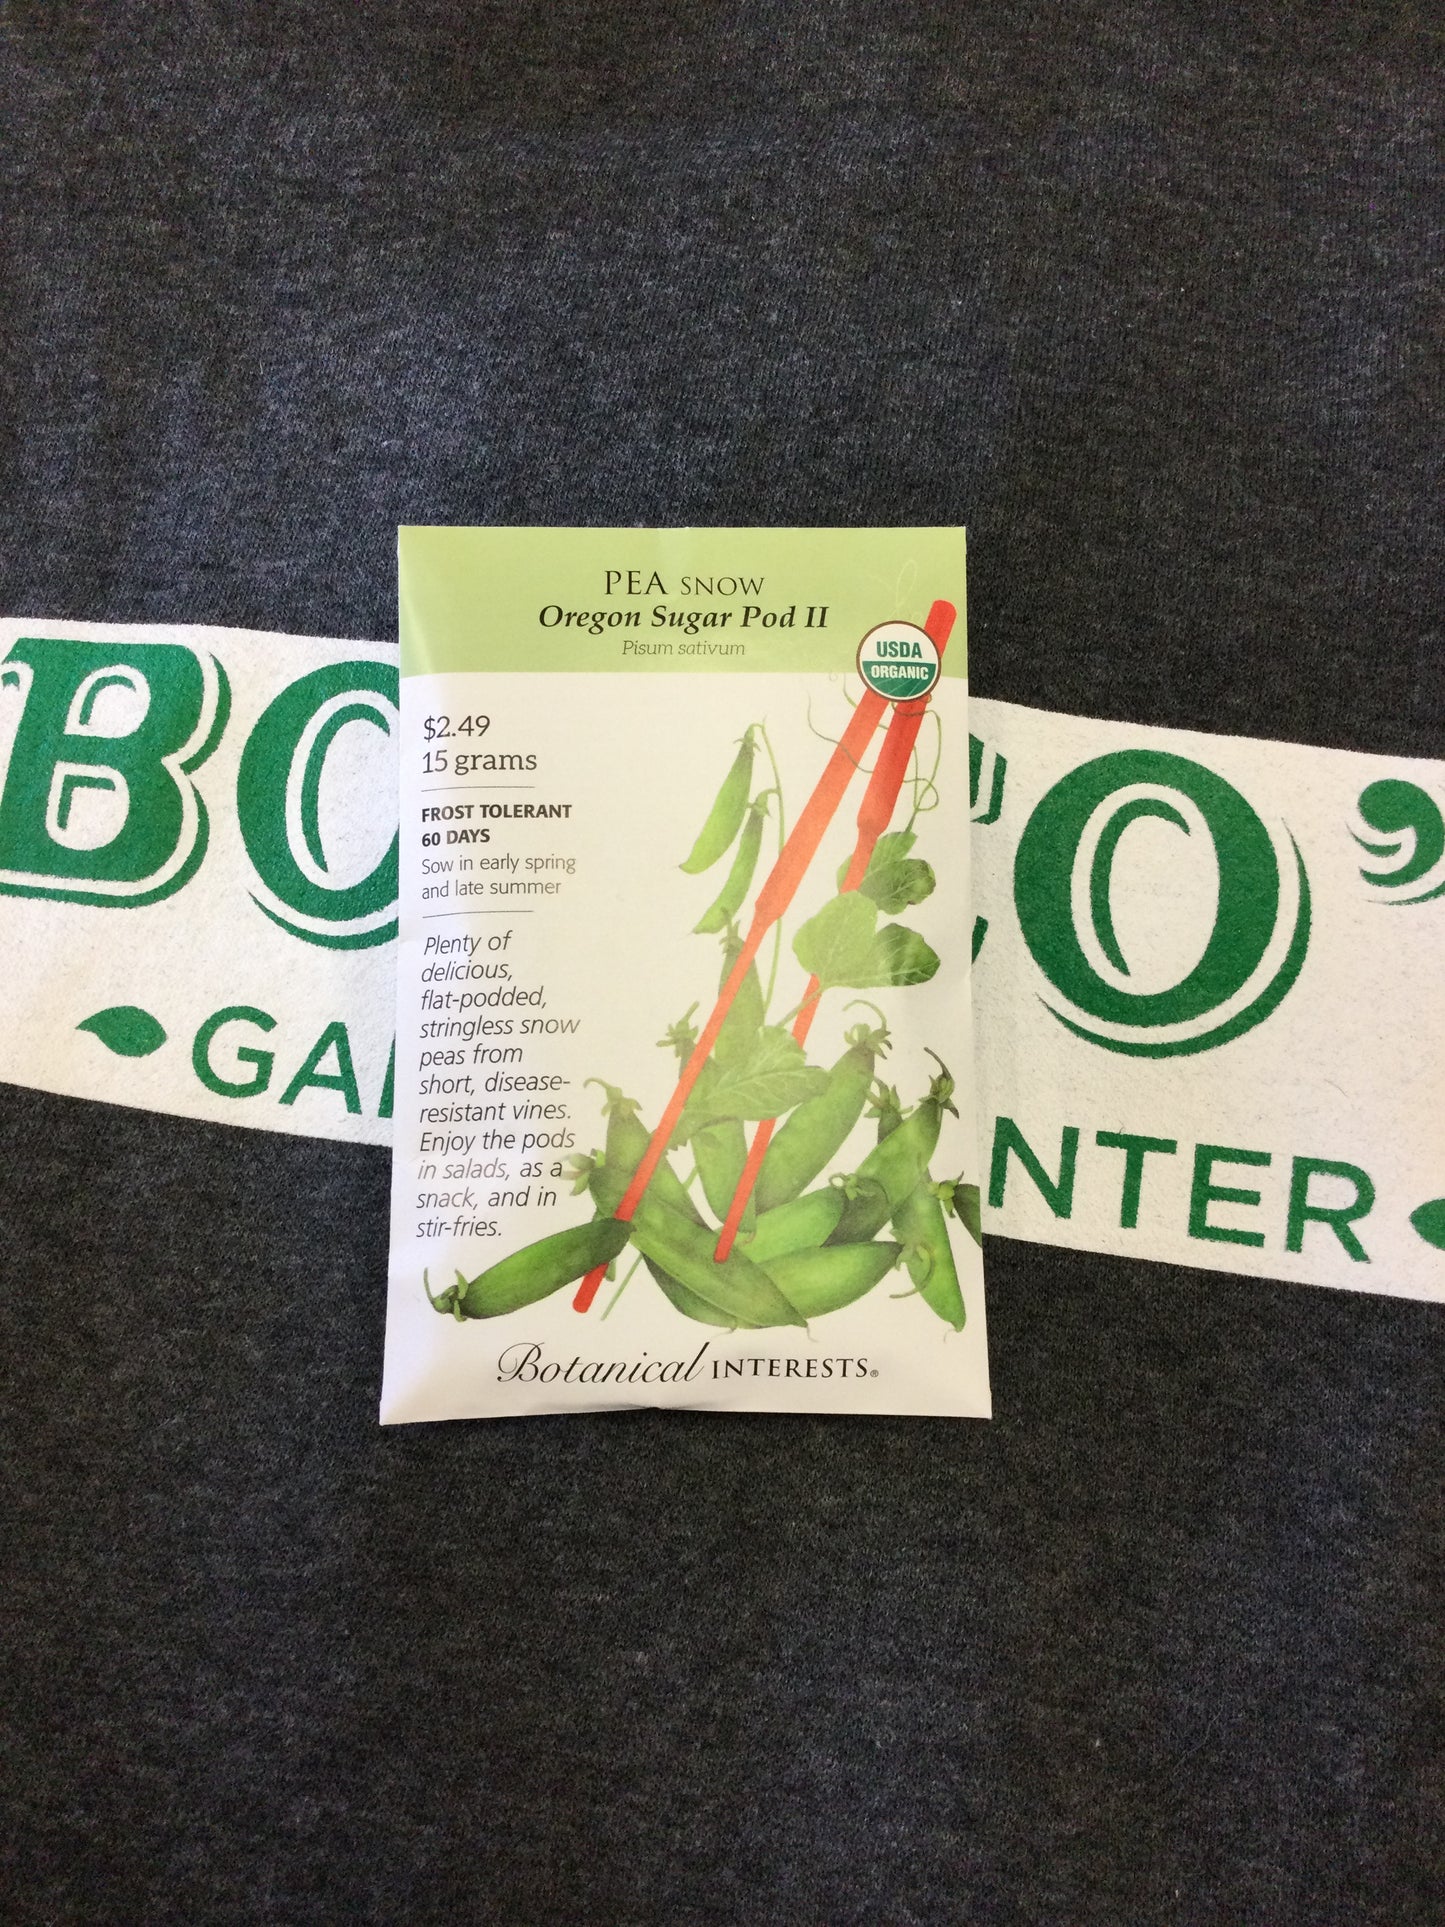 PEA SNOW
Oregon Sugar Pod II
Pisum sativum
USDA
ORGANIC
$2.49
15 grams
FROST TOLERANT
60 DAYS
Sow in early spring
and late summer
Plenty of
delicious,
flat-podded,
stringless snow
peas from
short, disease-
resistant vines.
Enjoy the pods
in salads, as a
snack, and in
stir-fries.
Botanical INTERESTS®